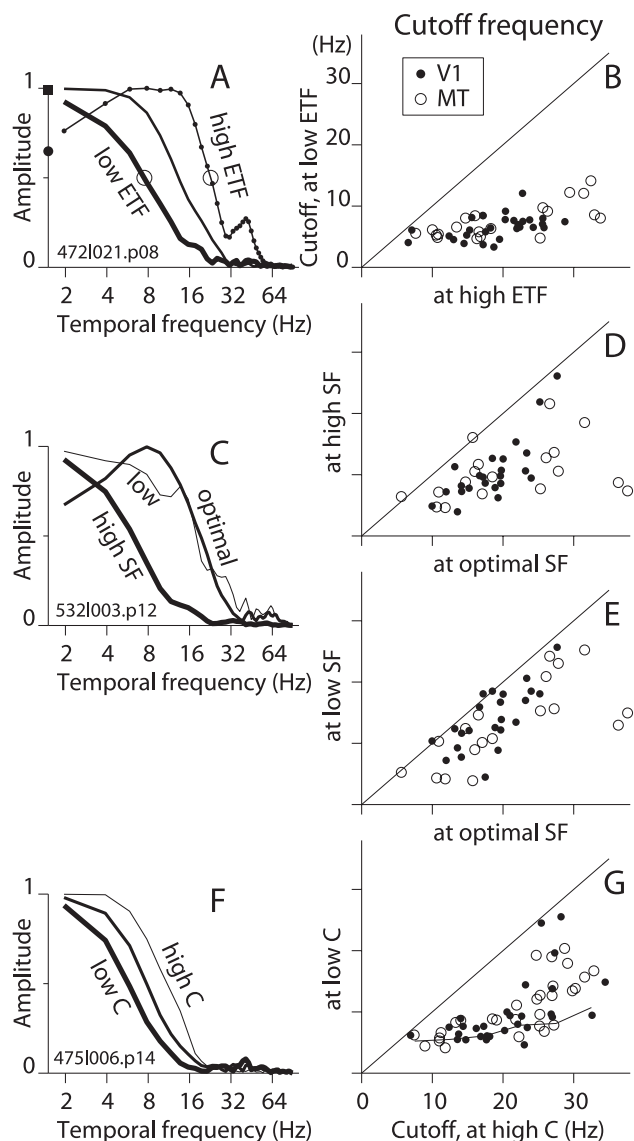 Cutoff frequency
A
Amplitude
1
0
low ETF
high ETF
472l021.p08
2 4 8 16 32 64
Temporal frequency (Hz)
B
(Hz)
V1
MT
Cutoff, at low ETF
30
20
10
0
at high ETF
C
Amplitude
1
0
low
optimal
high SF
532l003.p12
2 4 8 16 32 64
Temporal frequency (Hz)
D
at high SF
at optimal SF
E
at low SF
at optimal SF
F
Amplitude
1
0
low C
high C
475l006.p14
2 4 8 16 32 64
Temporal frequency (Hz)
G
at low C
0 10 20 30
Cutoff, at high C (Hz)